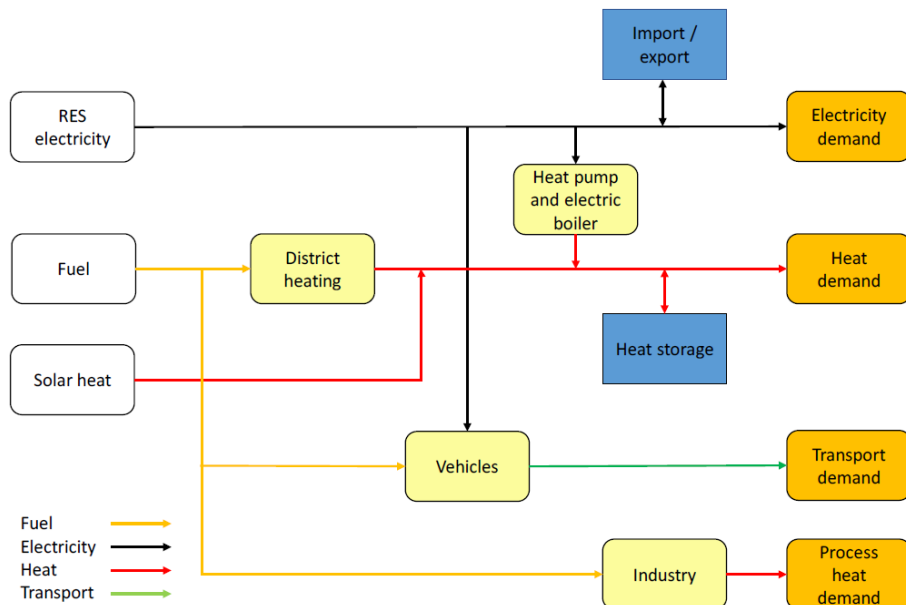 Import /
export
RES
electricity
Electricity
demand
Heat pump
and electric
boiler
Fuel
District
heating
Heat
demand
Solar heat
Heat storage
Vehicles
Transport
demand
Fuel
Electricity
Heat
Transport
Industry
Process
heat demand